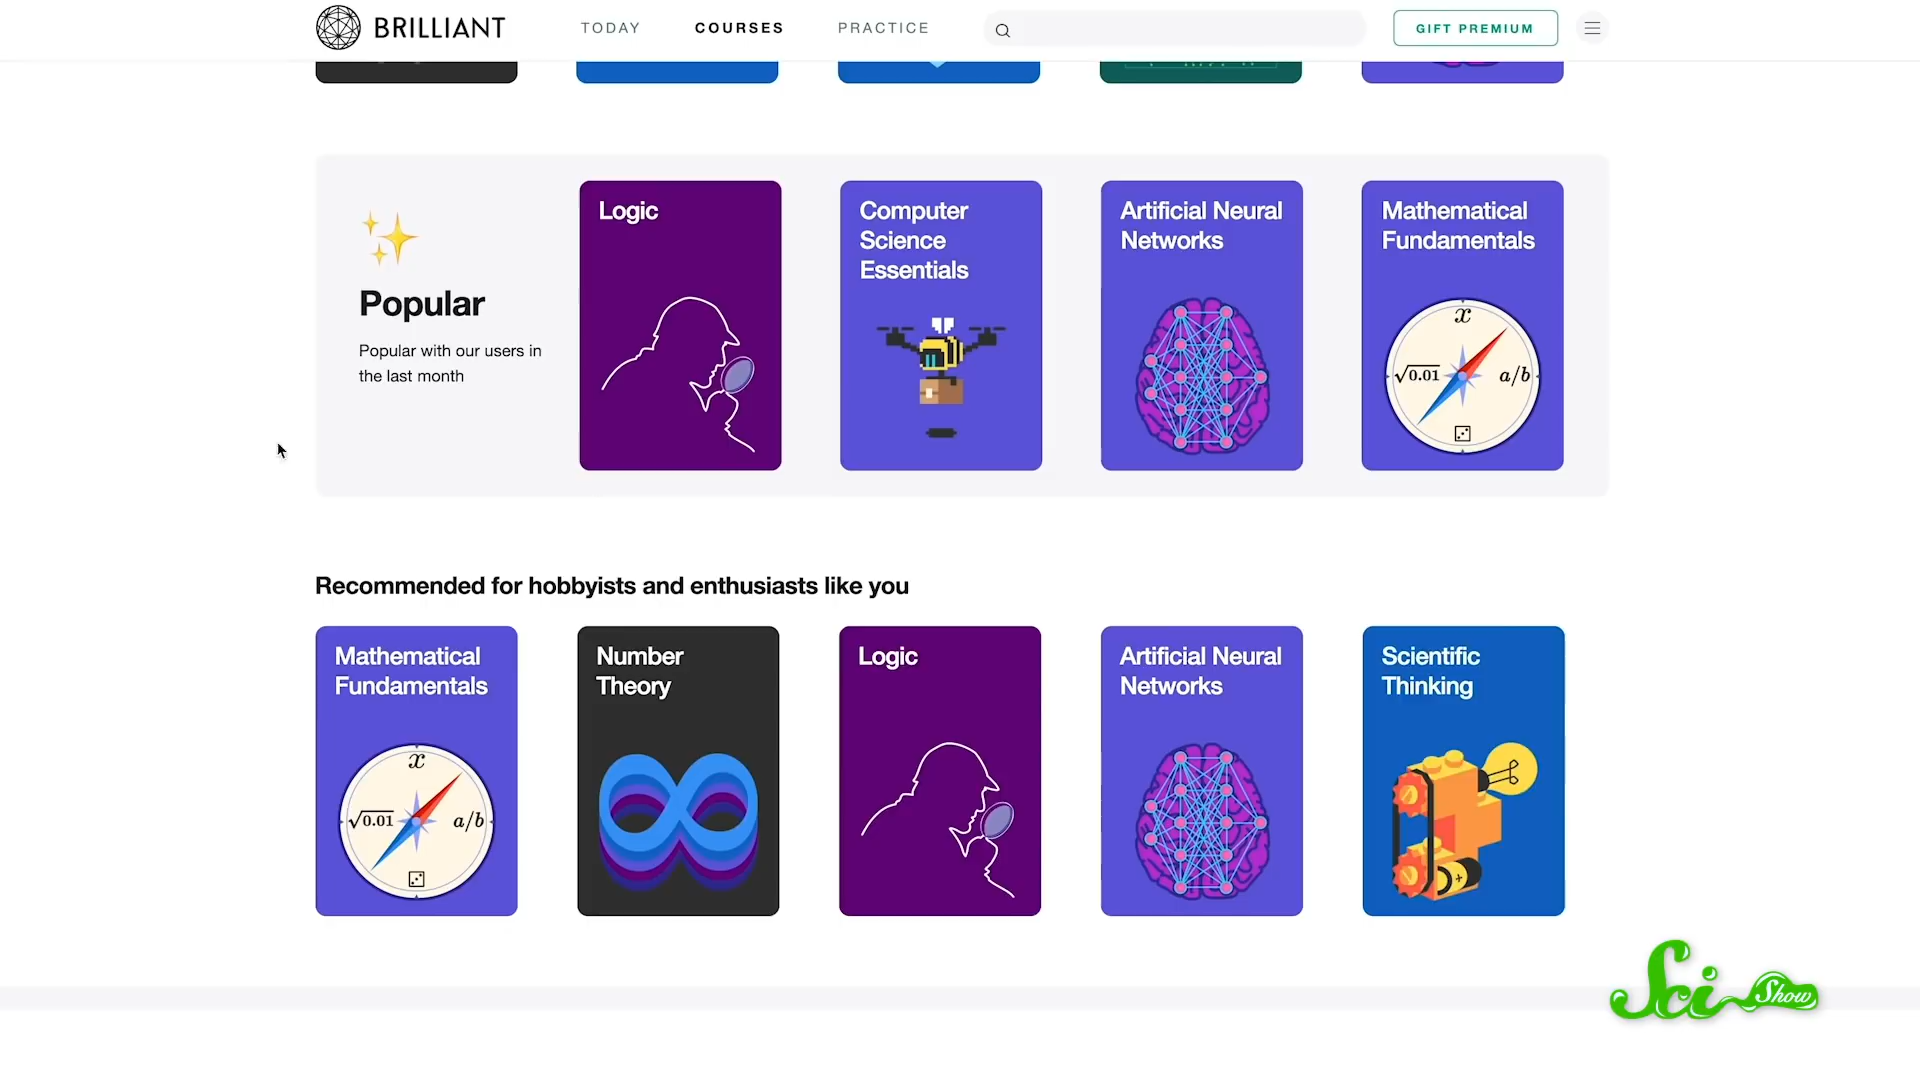 BRILLIANT
TODAY
COURSES
PRACTICE
GIFT PREMIUM
Popular
Popular with our users in
the last month
Logic
Computer
Science
Essentials
Artificial Neural
Networks
Mathematical
Fundamentals
x
√0.01
a/b
Recommended for hobbyists and enthusiasts like you
Mathematical
Fundamentals
x
√0.01
a/b
Number
Theory
Logic
Artificial Neural
Networks
Scientific
Thinking
+
SciShow